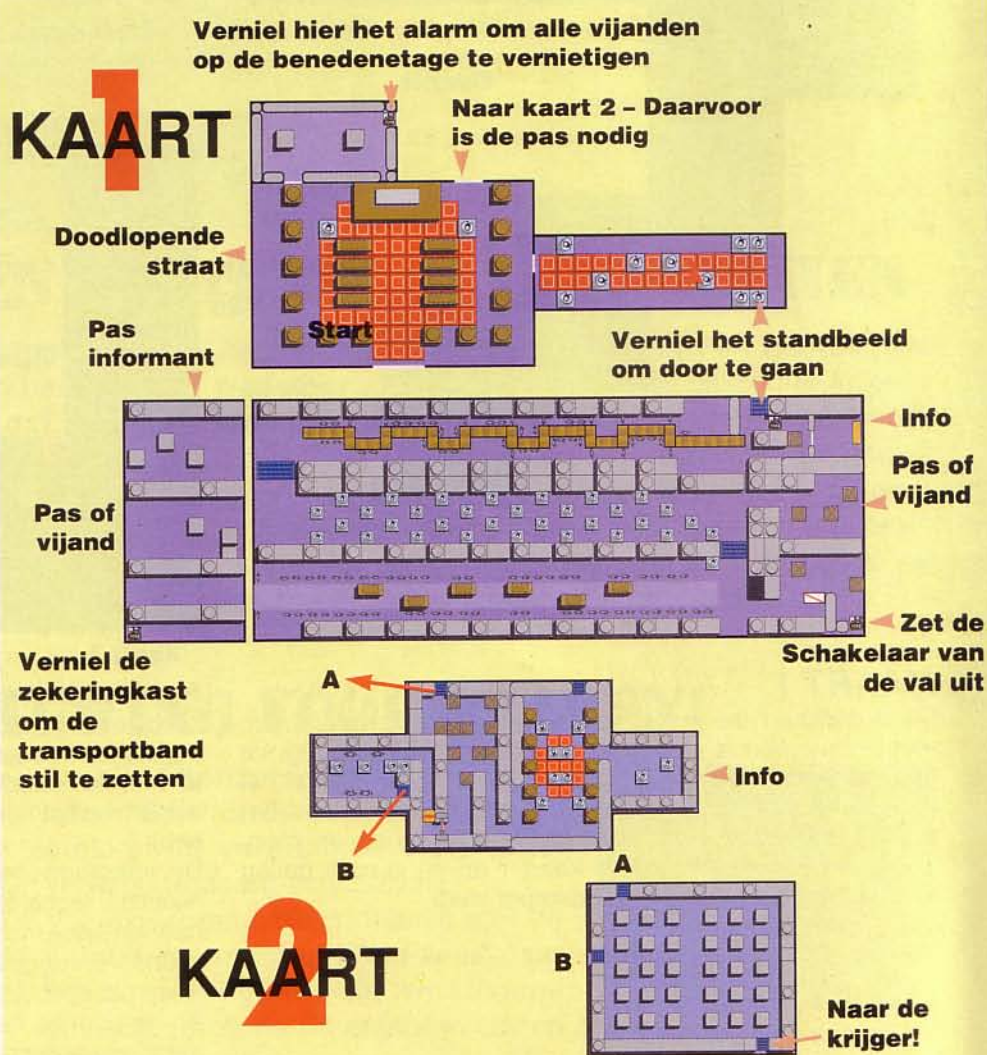 Verniel hier het alarm om alle vijanden
op de benedenetage te vernietigen
KAART 1
Naar kaart 2 – Daarvoor
is de pas nodig
Doodlopende
straat
Start
Pas
informant
Verniel het standbeeld
om door te gaan
Info
Pas of
vijand
Pas of
vijand
Zet de
Schakelaar van
de val uit
Verniel de
zekeringkast
om de
transportband
stil te zetten
A
Info
B
A
KAART 2
B
Naar de
krijger!